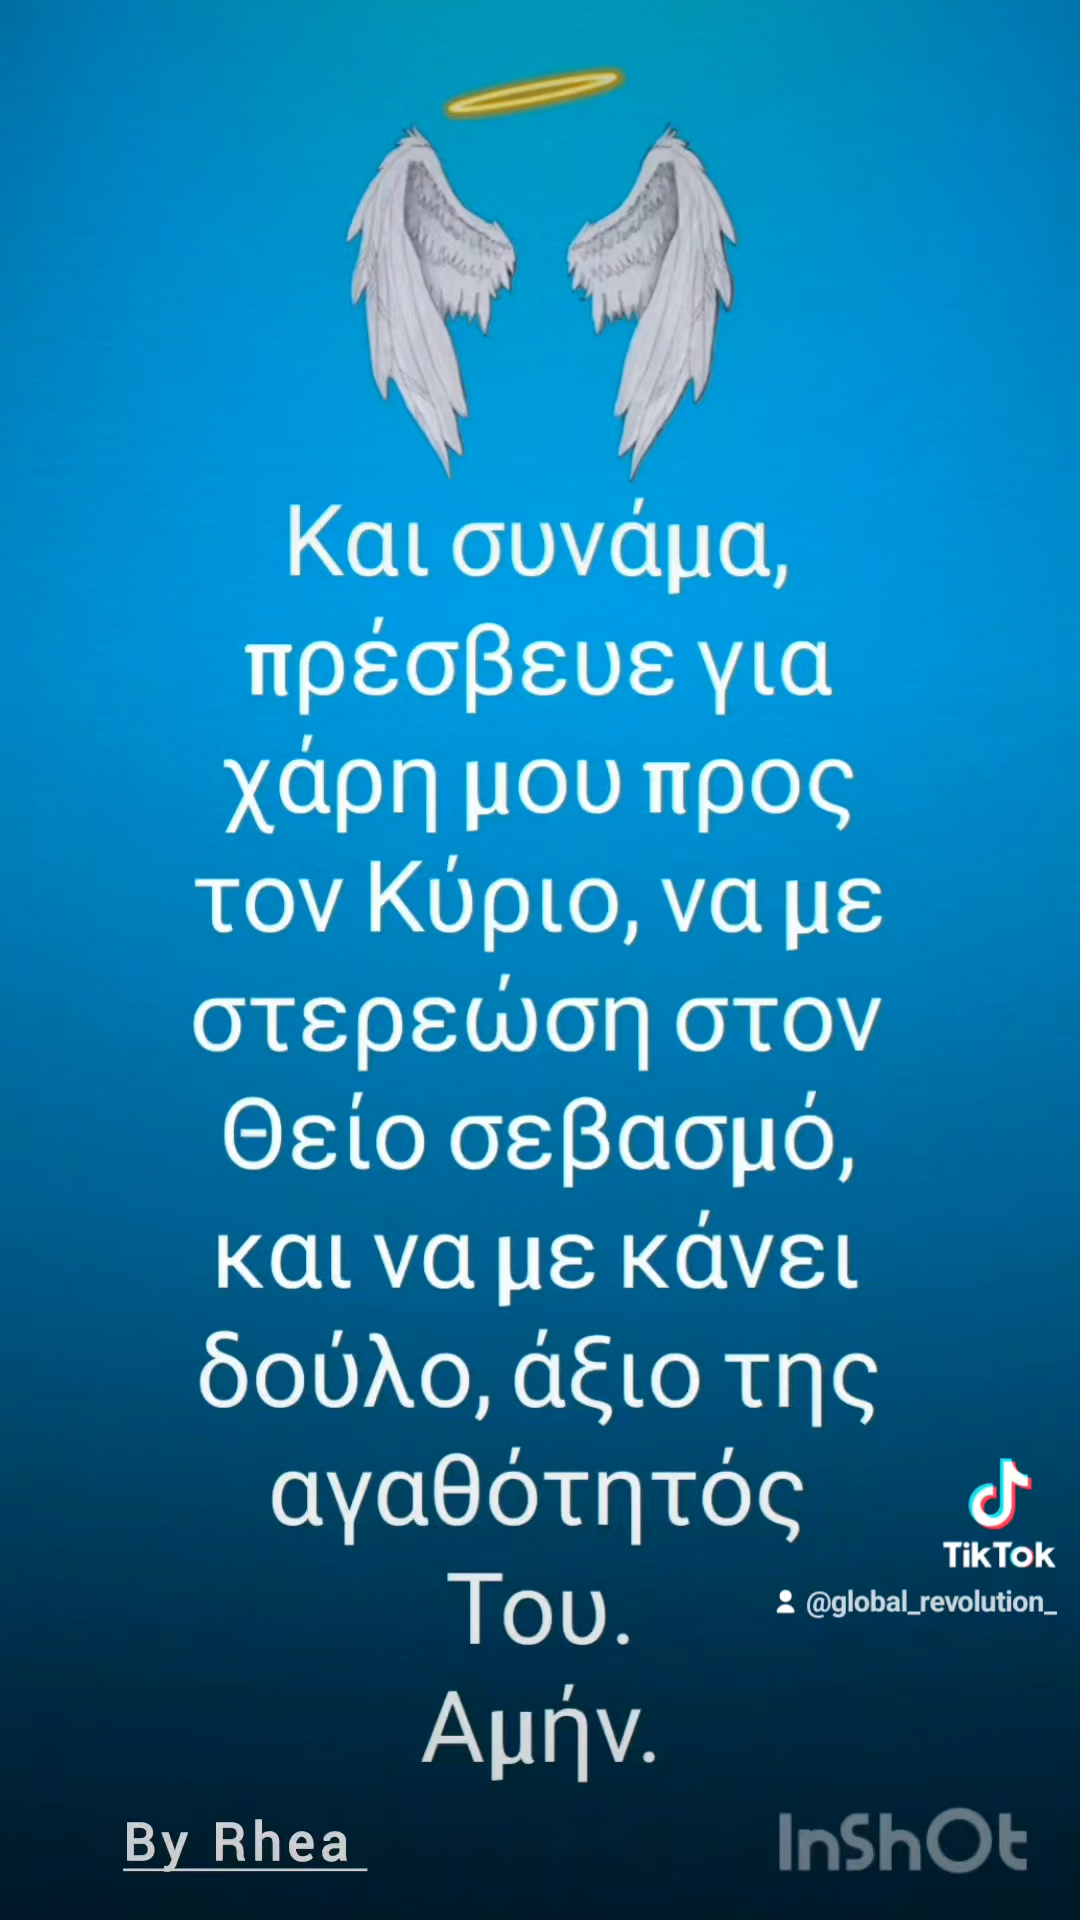 Και συνάμα,
πρέσβευε για
χάρη μου προς
τον Κύριο, να με
στερεώση στον
Θείο σεβασμό,
και να με κάνει
δούλο, άξιο της
αγαθότητός
Του.
Αμήν.
TikTok
@global_revolution_
By Rhea
InShOt